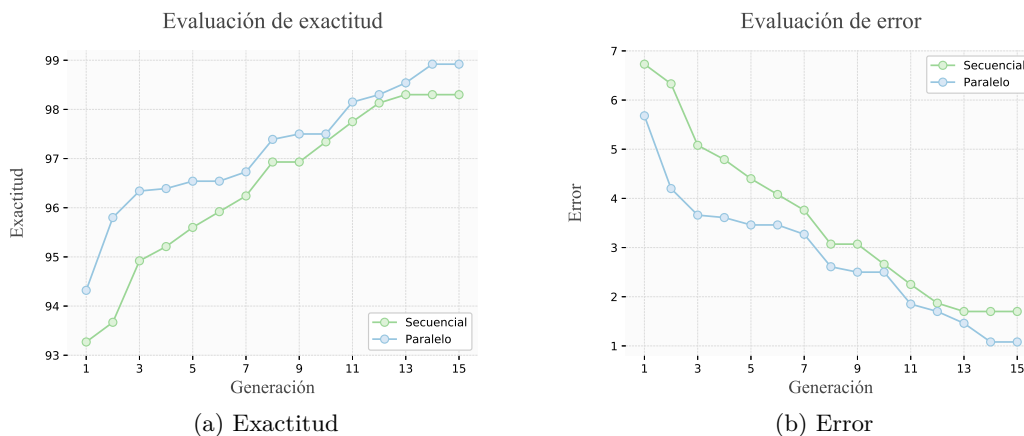 Evaluación de exactitud
99
98
97
96
95
94
93
Exactitud
Secuencial
Paralelo
1 3 5 7 9 11 13 15
Generación
(a) Exactitud
Evaluación de error
7
6
5
4
3
2
1
Error
Secuencial
Paralelo
1 3 5 7 9 11 13 15
Generación
(b) Error